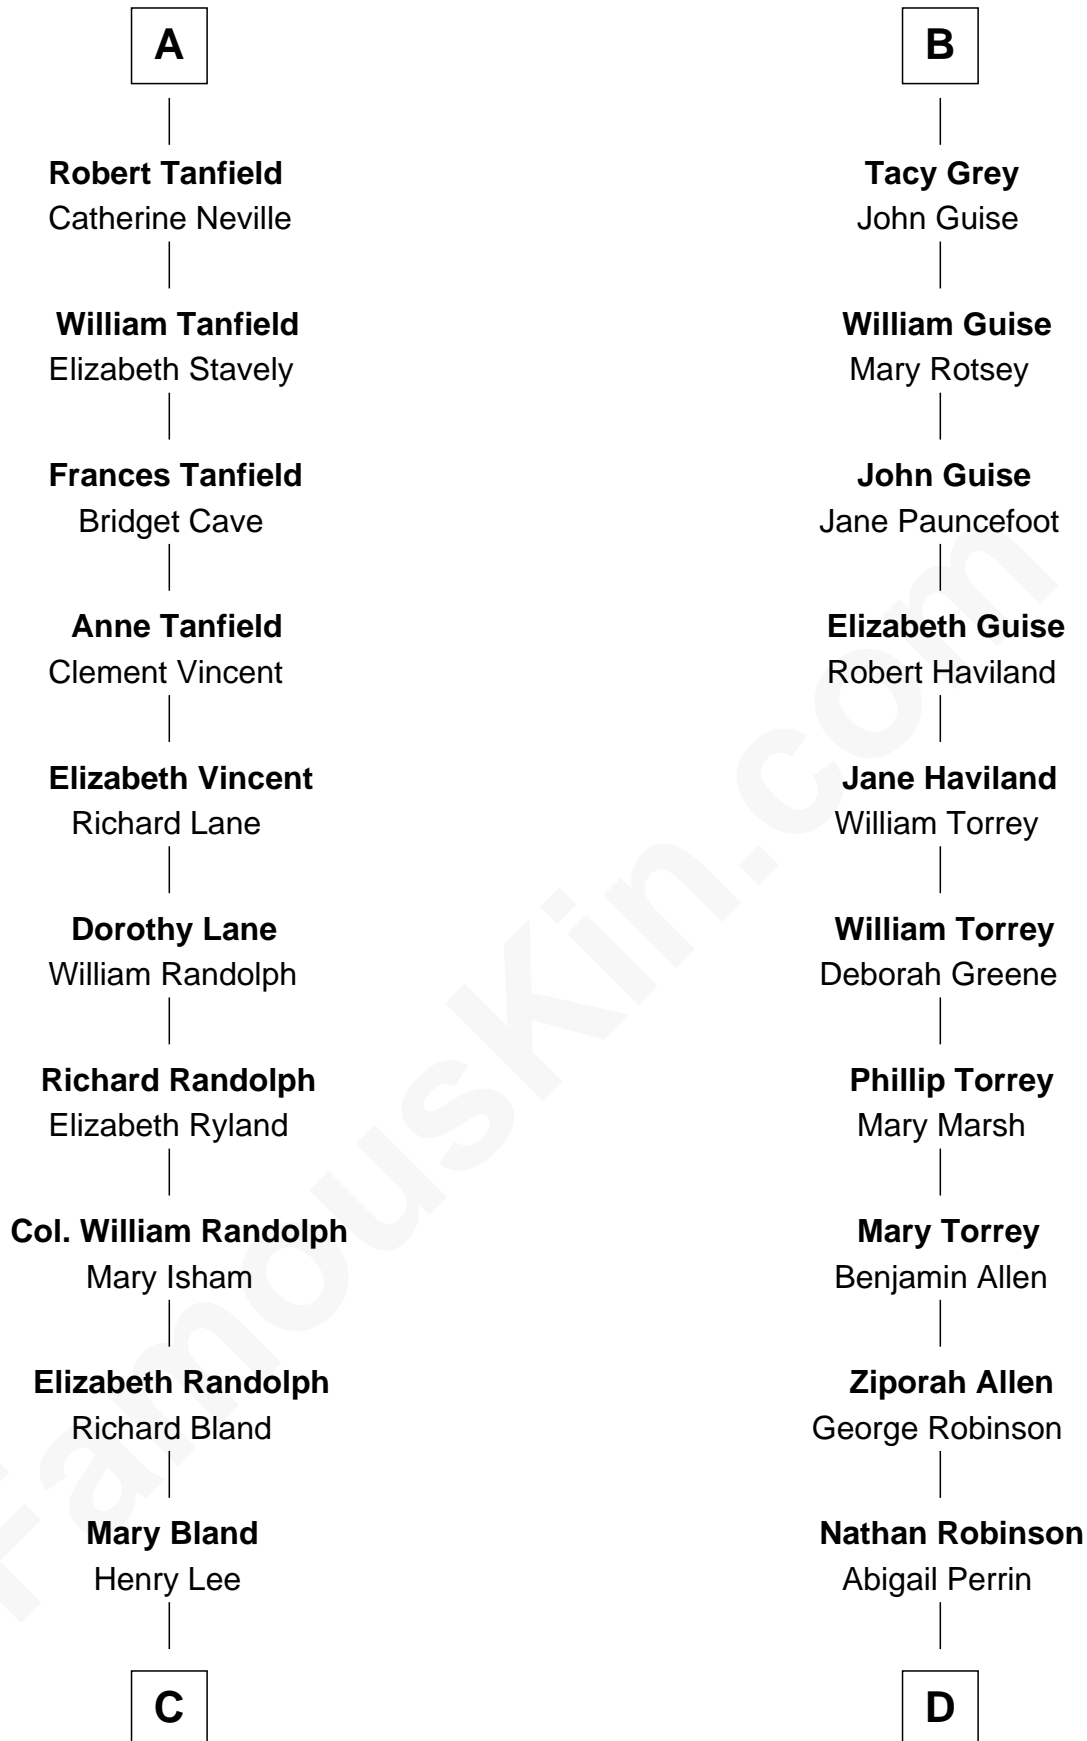 A
Robert Tanfield
Catherine Neville
William Tanfield
Elizabeth Stavely
Frances Tanfield
Bridget Cave
Anne Tanfield
Clement Vincent
Elizabeth Vincent
Richard Lane
Dorothy Lane
William Randolph
Richard Randolph
Elizabeth Ryland
Col. William Randolph
Mary Isham
Elizabeth Randolph
Richard Bland
Mary Bland
Henry Lee
C
B
Tacy Grey
John Guise
William Guise
Mary Rotsey
John Guise
Jane Pauncefoot
Elizabeth Guise
Robert Haviland
Jane Haviland
William Torrey
William Torrey
Deborah Greene
Phillip Torrey
Mary Marsh
Mary Torrey
Benjamin Allen
Ziporah Allen
George Robinson
Nathan Robinson
Abigail Perrin
D
FamousKin.com